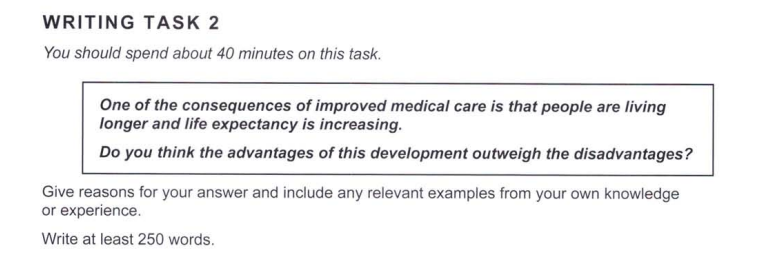 WRITING TASK 2
You should spend about 40 minutes on this task.
One of the consequences of improved medical care is that people are living
longer and life expectancy is increasing.
Do you think the advantages of this development outweigh the disadvantages?
Give reasons for your answer and include any relevant examples from your own knowledge
or experience.
Write at least 250 words.